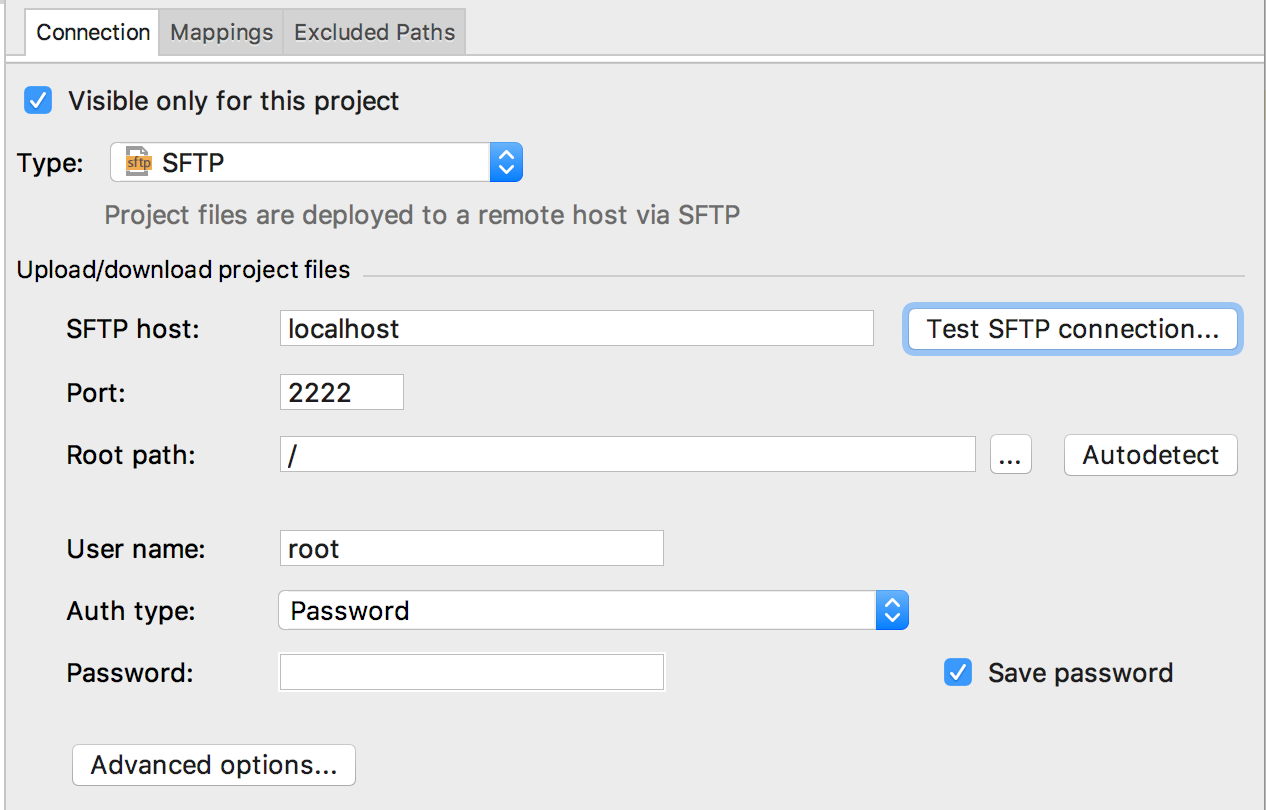 Connection Mappings Excluded Paths
Visible only for this project
Type: sftp SFTP
Project files are deployed to a remote host via SFTP
Upload/download project files
SFTP host: localhost Test SFTP connection...
Port: 2222
Root path: / ... Autodetect
User name: root
Auth type: Password
Password: Save password
Advanced options...